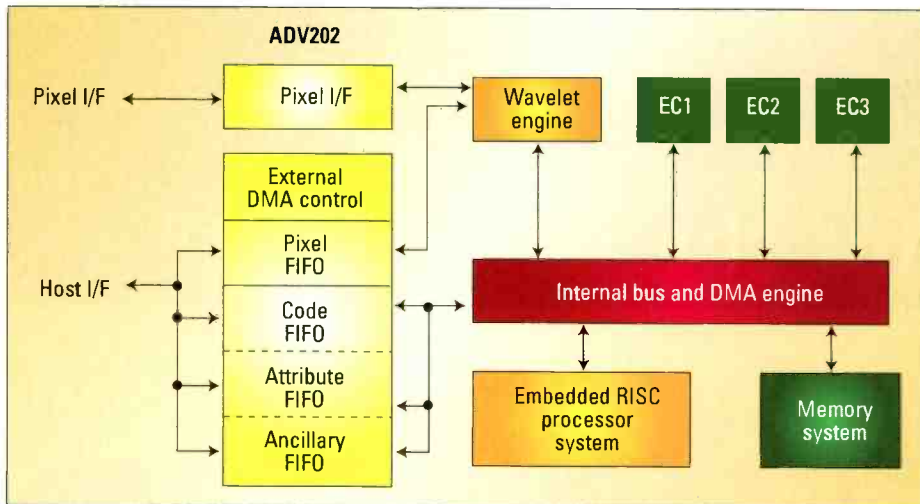 ADV202
Pixel I/F
Pixel I/F
Wavelet
engine
EC1
EC2
EC3
External
DMA control
Pixel
FIFO
Host I/F
Code
FIFO
Internal bus and DMA engine
Attribute
FIFO
Ancillary
FIFO
Embedded RISC
processor
system
Memory
system